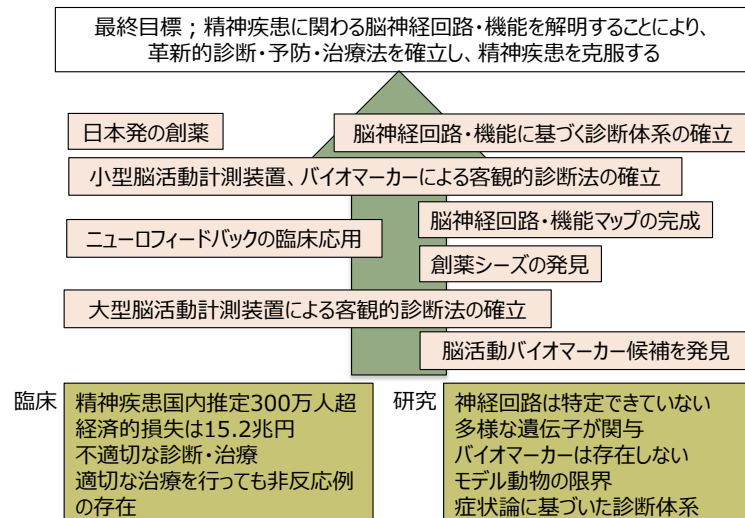 最終目標；精神疾患に関わる脳神経回路・機能を解明することにより、
革新的診断・予防・治療法を確立し、精神疾患を克服する
日本発の創薬
脳神経回路・機能に基づく診断体系の確立
小型脳活動計測装置、バイオマーカーによる客観的診断法の確立
脳神経回路・機能マップの完成
ニューロフィードバックの臨床応用
創薬シーズの発見
大型脳活動計測装置による客観的診断法の確立
脳活動バイオマーカー候補を発見
臨床
精神疾患国内推定300万人超
経済的損失は15.2兆円
不適切な診断・治療
適切な治療を行っても非反応例
の存在
研究
神経回路は特定できていない
多様な遺伝子が関与
バイオマーカーは存在しない
モデル動物の限界
症状論に基づいた診断体系